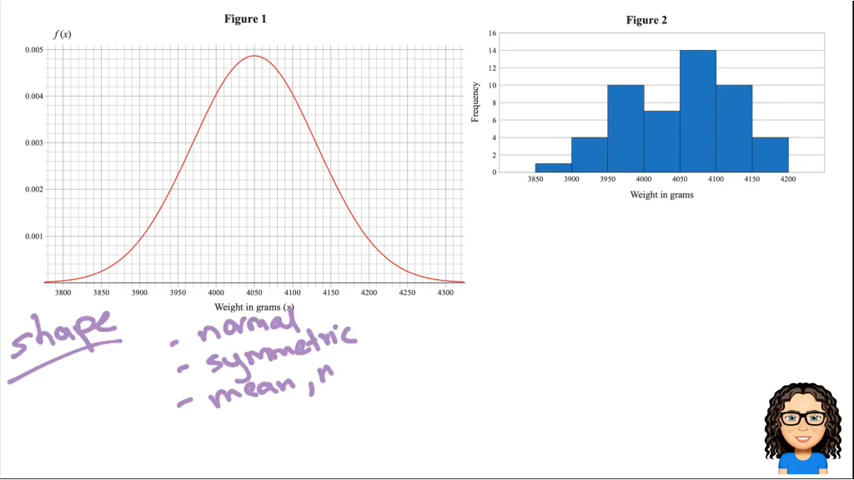 Figure 1
f(x)
0.005
0.004
0.003
0.002
0.001
3800 3850 3900 3950 4000 4050 4100 4150 4200 4250 4300
Weight in grams (x)
Figure 2
Frequency
16
14
12
10
8
6
4
2
0
3850 3900 3950 4000 4050 4100 4150 4200
Weight in grams
shape
- normal
- symmetric
- mean, n